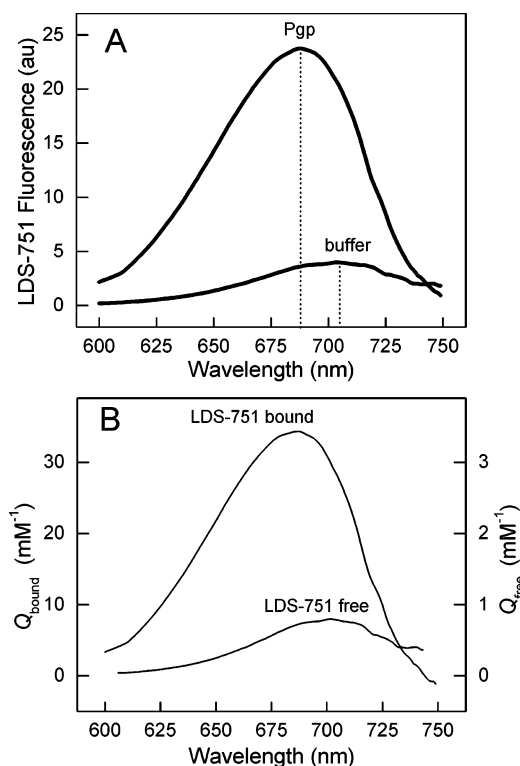 A
Pgp
buffer
LDS-751 Fluorescence (au)
25
20
15
10
5
0
600 625 650 675 700 725 750
Wavelength (nm)
B
LDS-751 bound
LDS-751 free
Qbound (mM-1)
30
20
10
0
3
2
1
0
Qfree (mM-1)
600 625 650 675 700 725 750
Wavelength (nm)